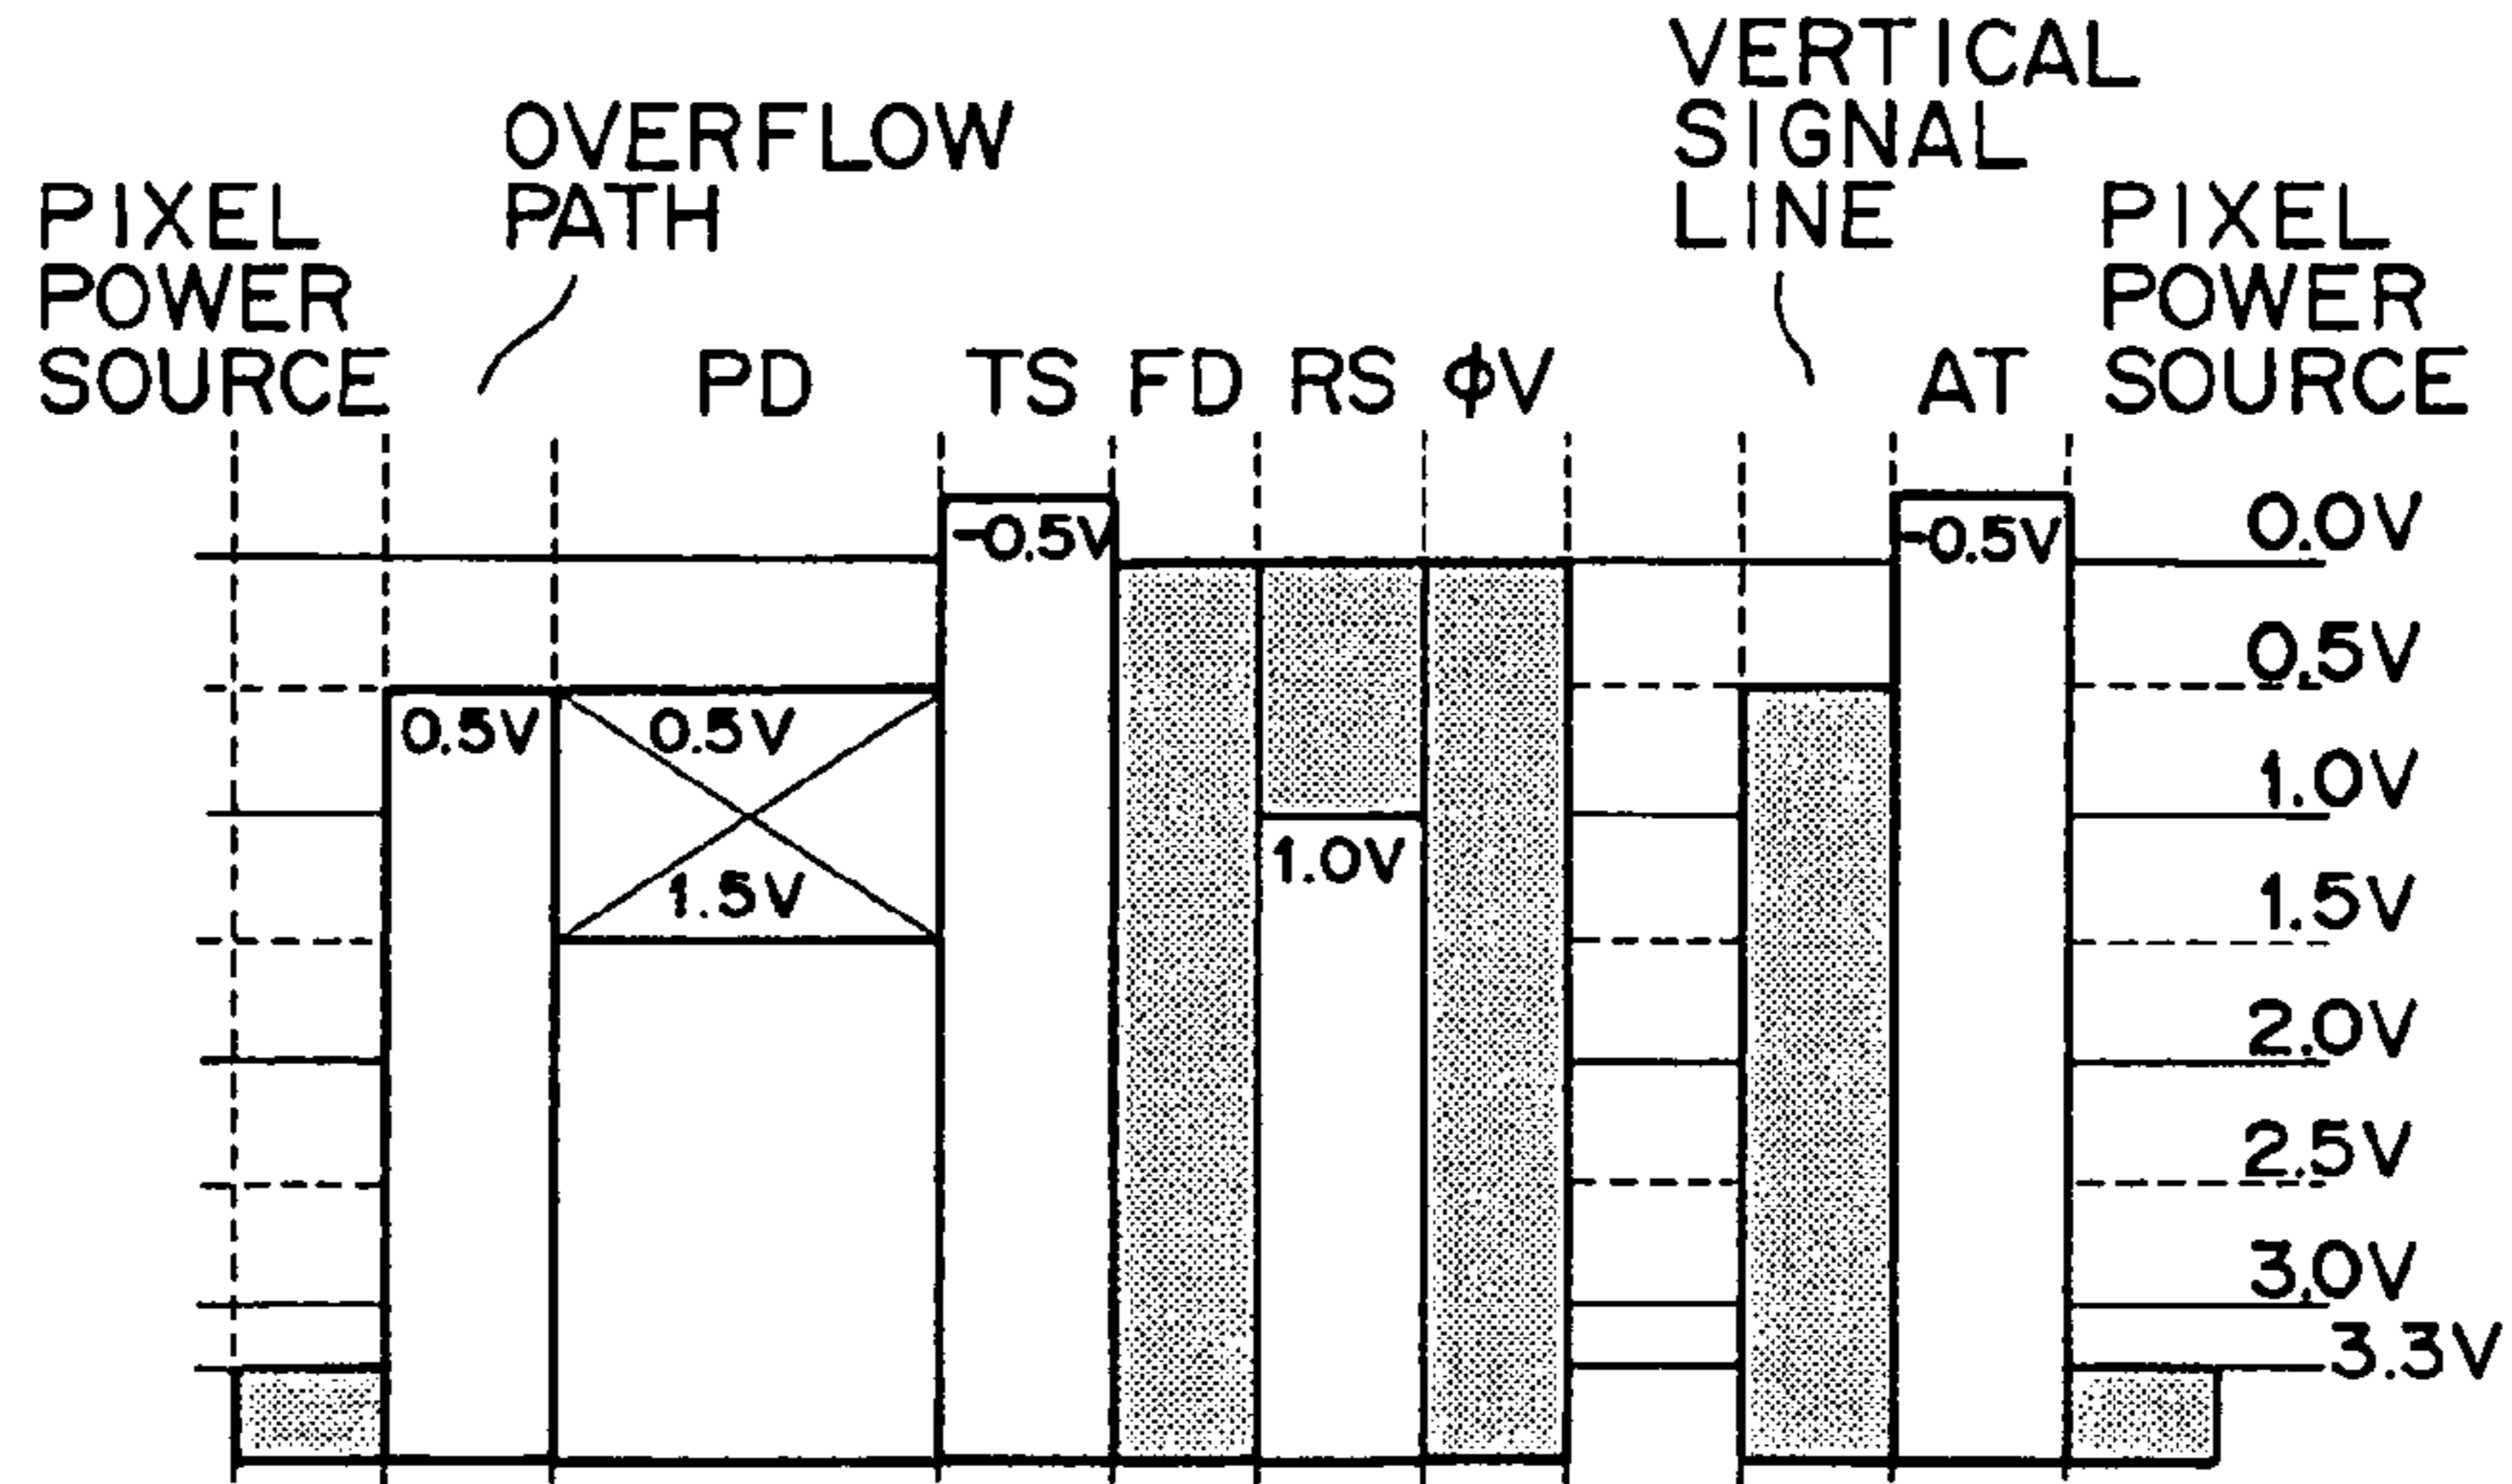 PIXEL
POWER
SOURCE
OVERFLOW
PATH
PD
TS
FD
RS
ϕV
VERTICAL
SIGNAL
LINE
AT
PIXEL
POWER
SOURCE
-0.5V
-0.5V
0.0V
0.5V
0.5V
0.5V
1.0V
1.0V
1.5V
1.5V
2.0V
2.5V
3.0V
3.3V